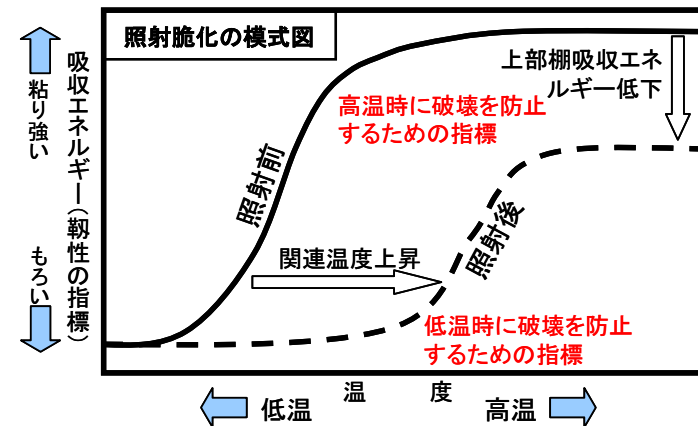 照射脆化の模式図
粘り強い
もろい
吸収エネルギー(靱性の指標)
上部棚吸収エネ
ルギー低下
高温時に破壊を防止
するための指標
照射前
照射後
関連温度上昇
低温時に破壊を防止
するための指標
温度
低温
高温